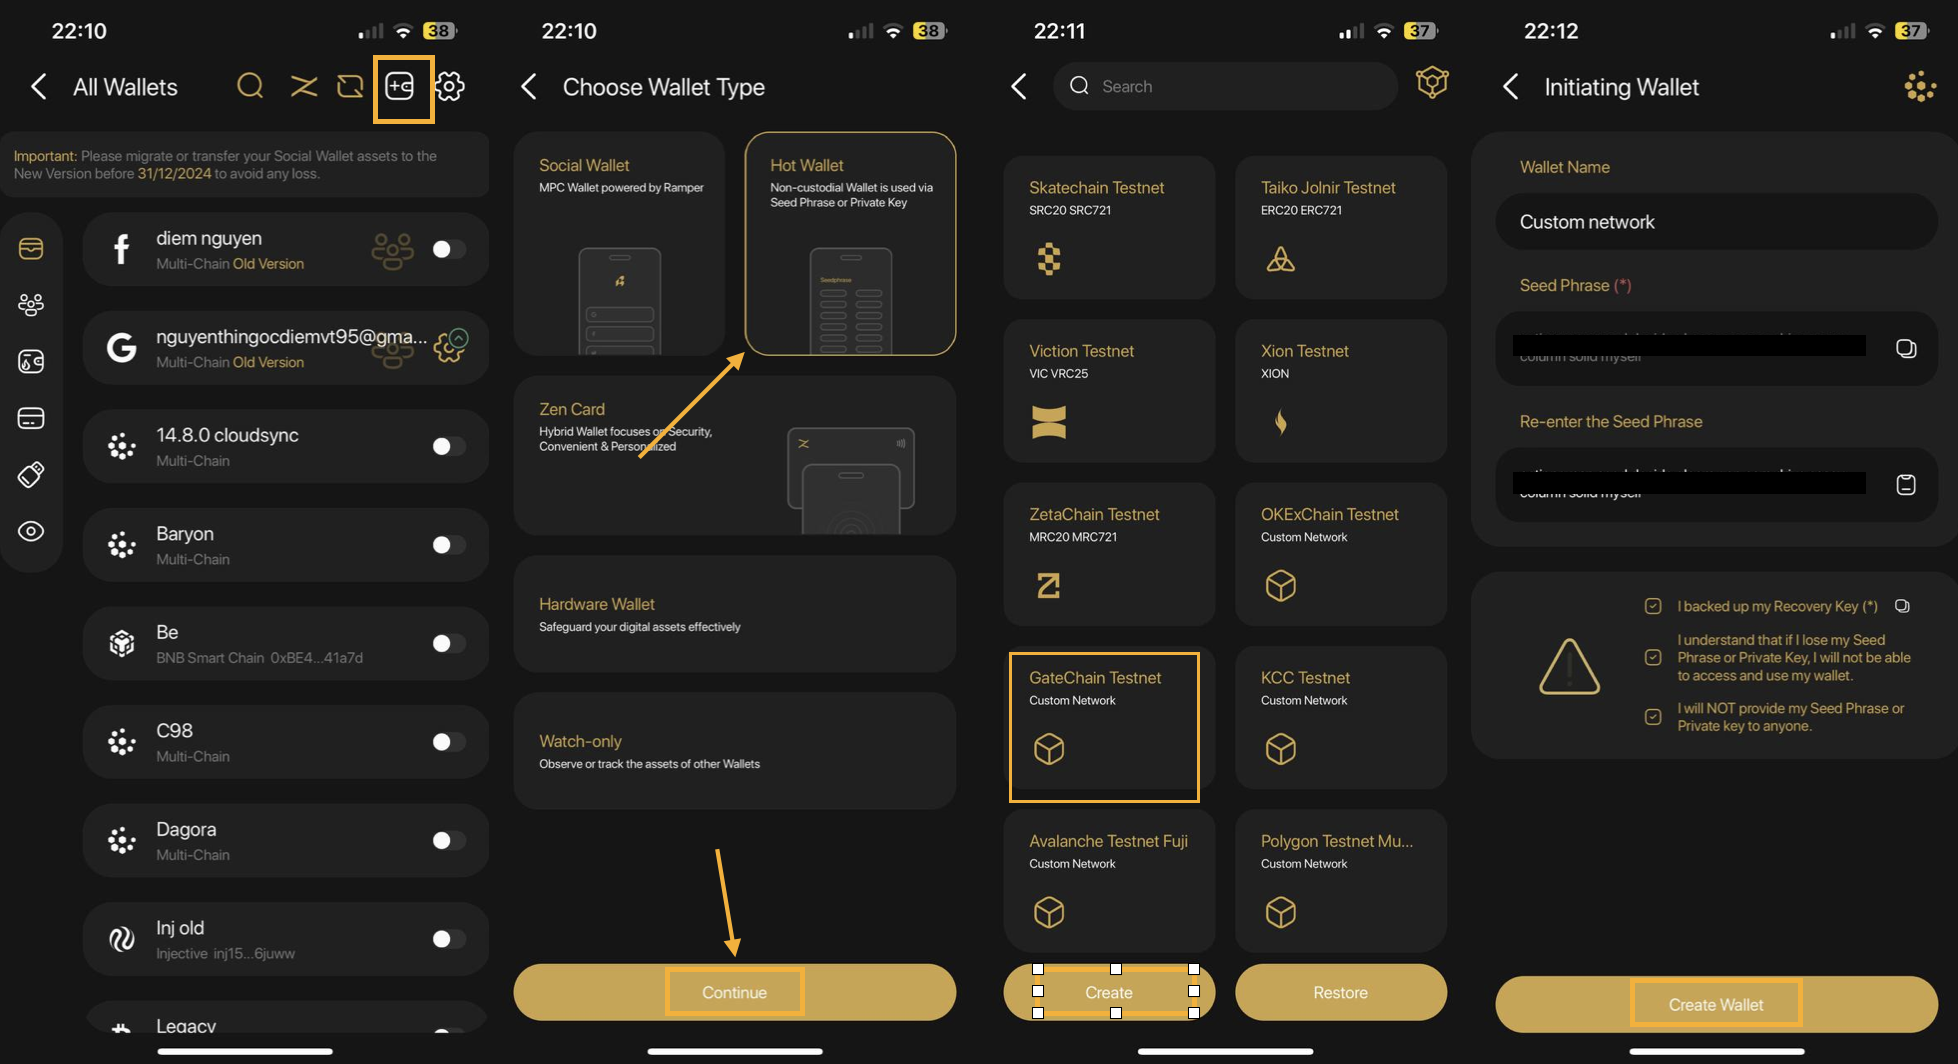 22:10
38
All Wallets
Important: Please migrate or transfer your Social Wallet assets to the
New Version before 31/12/2024 to avoid any loss.
diem nguyen
Multi-Chain Old Version
nguyenthingocdiemvt95@gma...
Multi-Chain Old Version
14.8.0 cloudsync
Multi-Chain
Baryon
Multi-Chain
Be
BNB Smart Chain 0xBE4...41a7d
C98
Multi-Chain
Dagora
Multi-Chain
Inj old
Injective inj15...6juww
Legacy
22:10
38
Choose Wallet Type
Social Wallet
MPC Wallet powered by Ramper
Hot Wallet
Non-custodial Wallet is used via
Seed Phrase or Private Key
Seedphrase
Zen Card
Hybrid Wallet focuses on Security,
Convenient & Personalized
Hardware Wallet
Safeguard your digital assets effectively
Watch-only
Observe or track the assets of other Wallets
Continue
22:11
37
Search
Skatechain Testnet
SRC20 SRC721
Taiko Jolnir Testnet
ERC20 ERC721
Viction Testnet
VIC VRC25
Xion Testnet
XION
ZetaChain Testnet
MRC20 MRC721
OKExChain Testnet
Custom Network
GateChain Testnet
Custom Network
KCC Testnet
Custom Network
Avalanche Testnet Fuji
Custom Network
Polygon Testnet Mu...
Custom Network
Create
Restore
22:12
37
Initiating Wallet
Wallet Name
Custom network
Seed Phrase (*)
column solid myself
Re-enter the Seed Phrase
column solid myself
I backed up my Recovery Key (*)
I understand that if I lose my Seed
Phrase or Private Key, I will not be able
to access and use my wallet.
I will NOT provide my Seed Phrase or
Private key to anyone.
Create Wallet